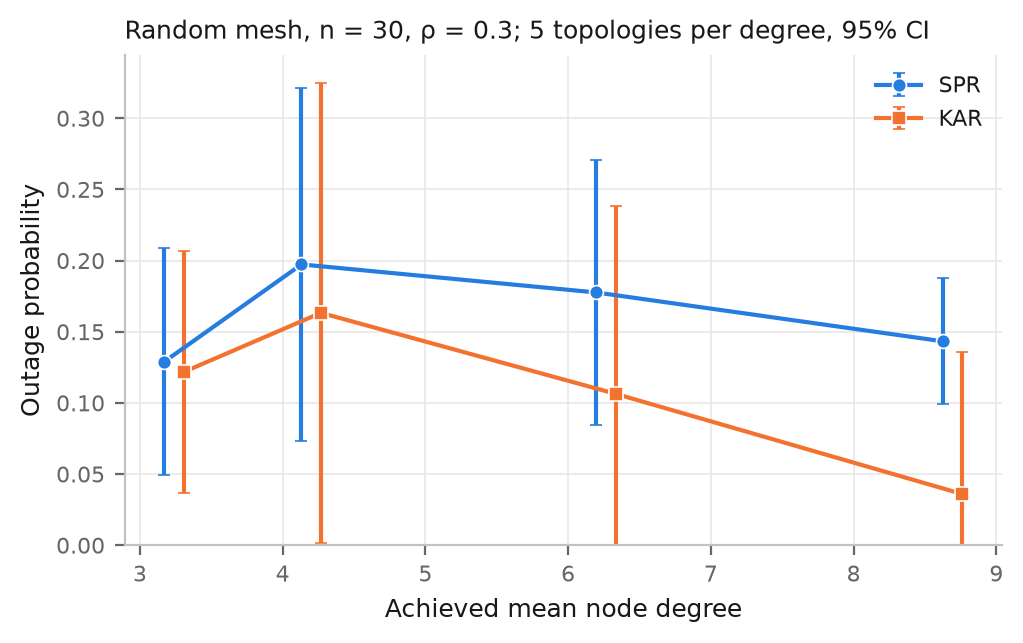 Random mesh, n = 30, ρ = 0.3; 5 topologies per degree, 95% CI
SPR
KAR
Outage probability
0.30
0.25
0.20
0.15
0.10
0.05
0.00
3 4 5 6 7 8 9
Achieved mean node degree